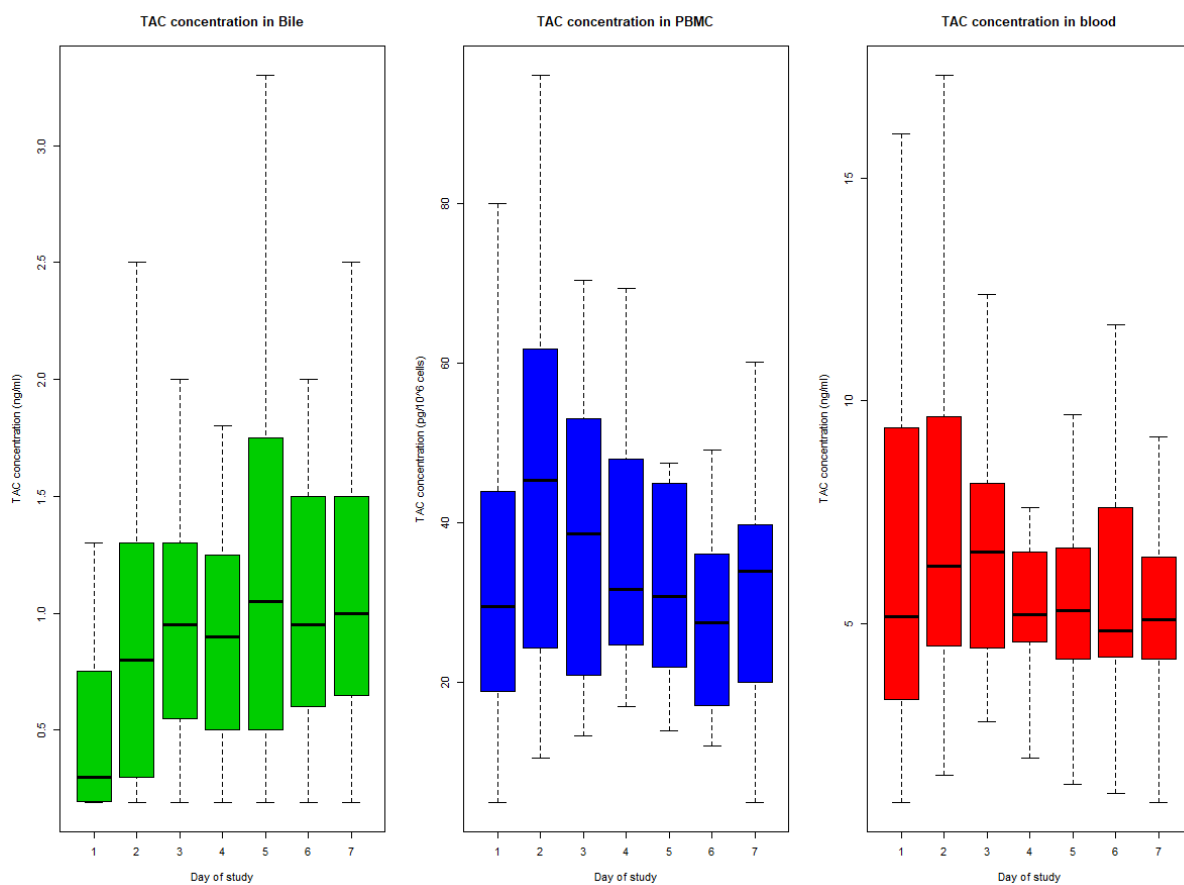 TAC concentration in Bile
TAC concentration (ng/ml)
3.0
2.5
2.0
1.5
1.0
0.5
1 2 3 4 5 6 7
Day of study
TAC concentration in PBMC
TAC concentration (pg/10^6 cells)
80
60
40
20
1 2 3 4 5 6 7
Day of study
TAC concentration in blood
TAC concentration (ng/ml)
15
10
5
1 2 3 4 5 6 7
Day of study